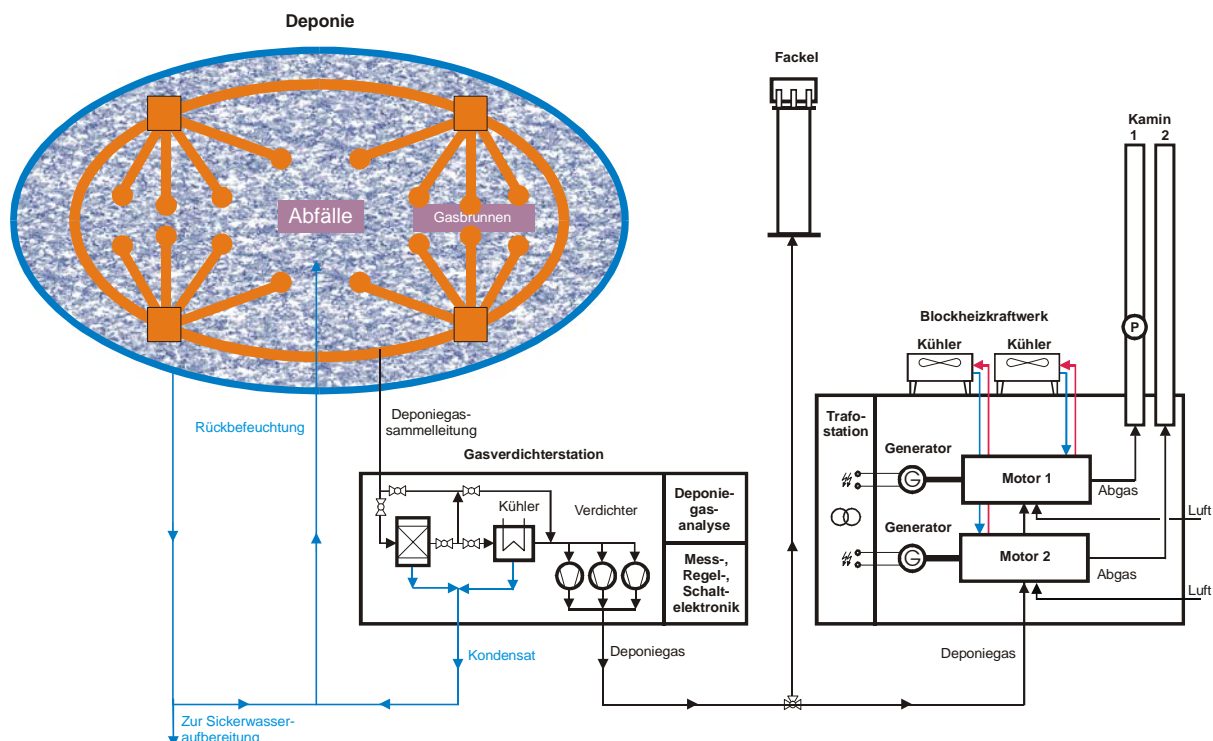 Deponie
Fackel
Kamin
1 2
Abfälle
Gasbrunnen
P
Blockheizkraftwerk
Kühler
Kühler
Rückbefeuchtung
Deponiegas-
sammelleitung
Gasverdichterstation
Trafo-
station
Generator
Motor 1
G
Abgas
Luft
Kühler
Verdichter
Deponie-
gas-
analyse
Mess-,
Regel-,
Schalt-
elektronik
Generator
Motor 2
G
Abgas
Luft
Kondensat
Deponiegas
Deponiegas
Zur Sickerwasser-
aufbereitung